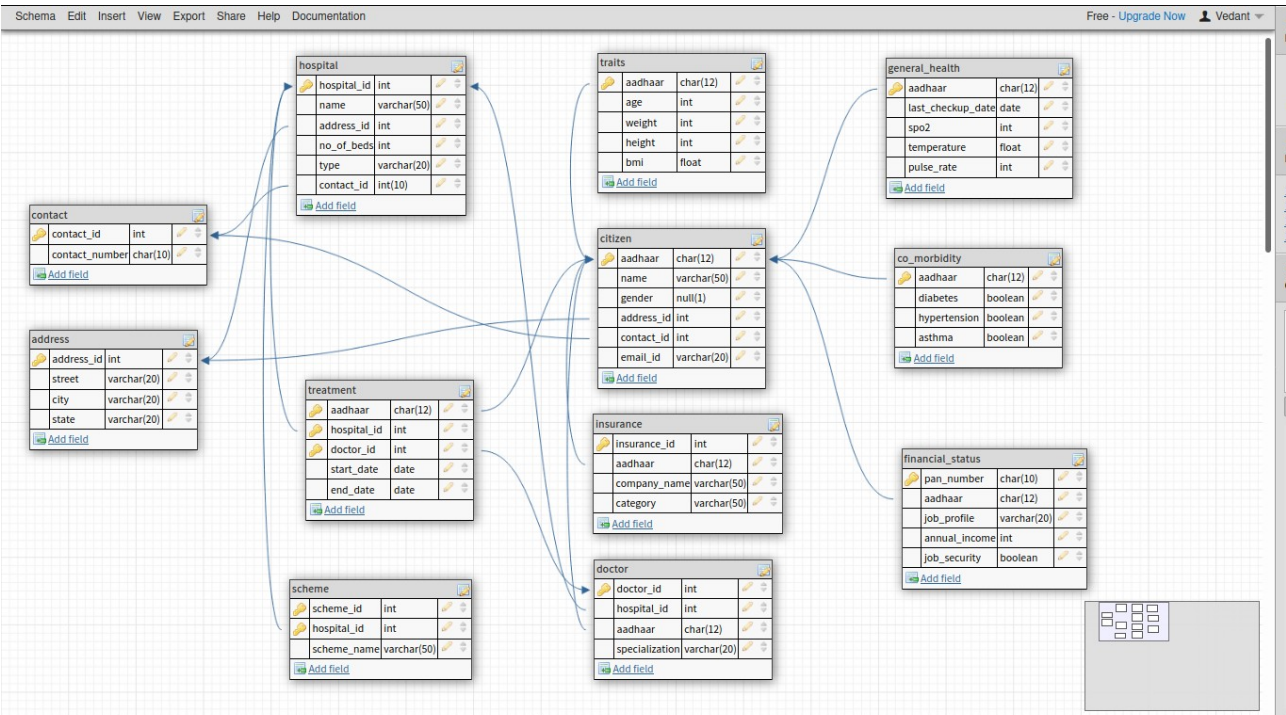 Schema Edit Insert View Export Share Help Documentation Free - Upgrade Now Vedant
hospital
hospital_id int
name varchar(50)
address_id int
no_of_beds int
type varchar(20)
contact_id int(10)
Add field
traits
aadhaar char(12)
age int
weight int
height int
bmi float
Add field
general_health
aadhaar char(12)
last_checkup_date date
spo2 int
temperature float
pulse_rate int
Add field
contact
contact_id int
contact_number char(10)
Add field
citizen
aadhaar char(12)
name varchar(50)
gender null(1)
address_id int
contact_id int
email_id varchar(20)
Add field
co_morbidity
aadhaar char(12)
diabetes boolean
hypertension boolean
asthma boolean
Add field
address
address_id int
street varchar(20)
city varchar(20)
state varchar(20)
Add field
treatment
aadhaar char(12)
hospital_id int
doctor_id int
start_date date
end_date date
Add field
insurance
insurance_id int
aadhaar char(12)
company_name varchar(50)
category varchar(50)
Add field
financial_status
pan_number char(10)
aadhaar char(12)
job_profile varchar(20)
annual_income int
job_security boolean
Add field
scheme
scheme_id int
hospital_id int
scheme_name varchar(50)
Add field
doctor
doctor_id int
hospital_id int
aadhaar char(12)
specialization varchar(20)
Add field